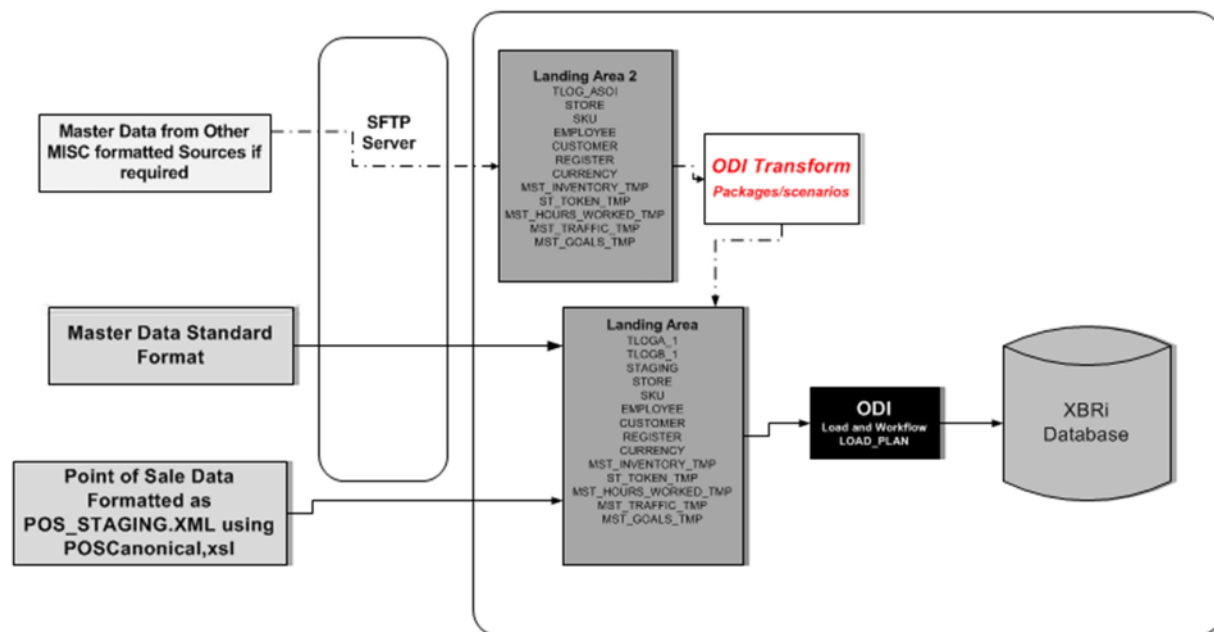 Master Data from Other
MISC formatted Sources if
required
SFTP
Server
Landing Area 2
TLOG_ASOI
STORE
SKU
EMPLOYEE
CUSTOMER
REGISTER
CURRENCY
MST_INVENTORY_TMP
ST_TOKEN_TMP
MST_HOURS_WORKED_TMP
MST_TRAFFIC_TMP
MST_GOALS_TMP
ODI Transform
Packages/scenarios
Master Data Standard
Format
Landing Area
TLOGA_1
TLOGB_1
STAGING
STORE
SKU
EMPLOYEE
CUSTOMER
REGISTER
CURRENCY
MST_INVENTORY_TMP
ST_TOKEN_TMP
MST_HOURS_WORKED_TMP
MST_TRAFFIC_TMP
MST_GOALS_TMP
ODI
Load and Workflow
LOAD_PLAN
XBRi
Database
Point of Sale Data
Formatted as
POS_STAGING.XML using
POSCanonical,xsl